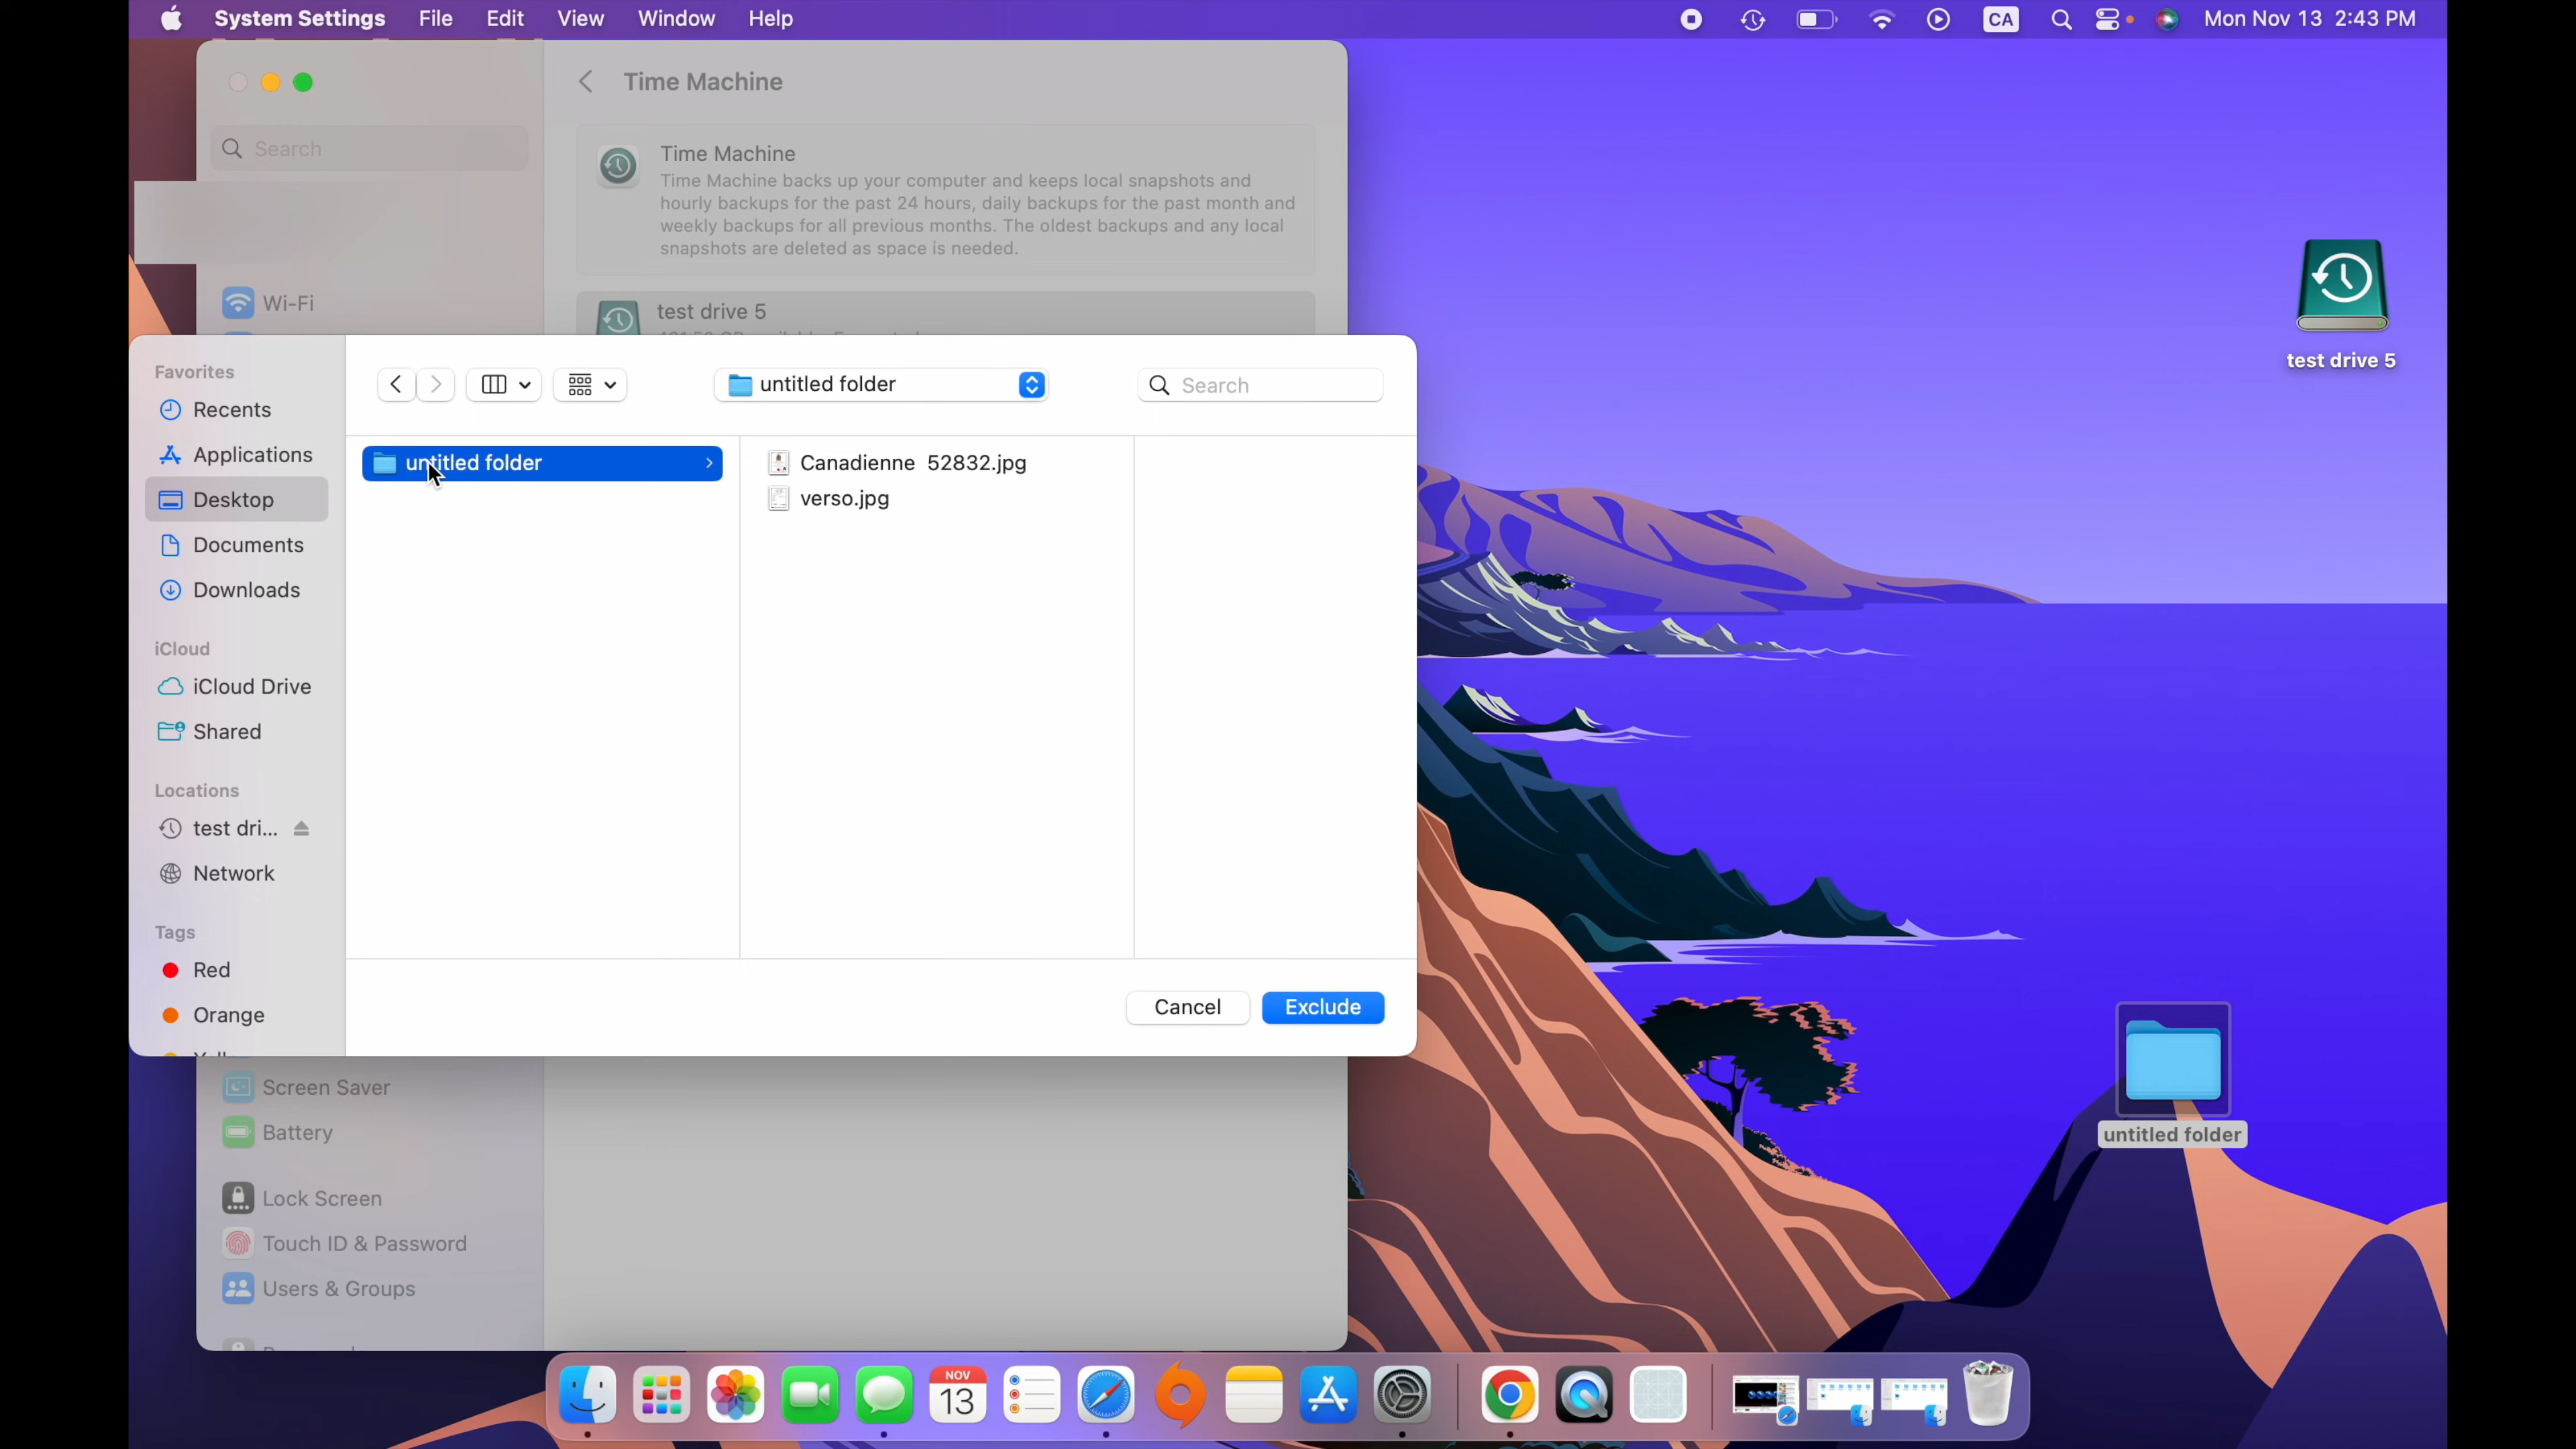 System Settings File Edit View Window Help CA Mon Nov 13 2:43 PM
Time Machine
Search
Time Machine
Time Machine backs up your computer and keeps local snapshots and
hourly backups for the past 24 hours, daily backups for the past month and
weekly backups for all previous months. The oldest backups and any local
snapshots are deleted as space is needed.
Wi-Fi
test drive 5
test drive 5
Favorites
Recents
Applications
Desktop
Documents
Downloads
iCloud
iCloud Drive
Shared
Locations
test dri...
Network
Tags
Red
Orange
untitled folder
Search
untitled folder
Canadienne 52832.jpg
verso.jpg
Cancel Exclude
untitled folder
Screen Saver
Battery
Lock Screen
Touch ID & Password
Users & Groups
NOV
13